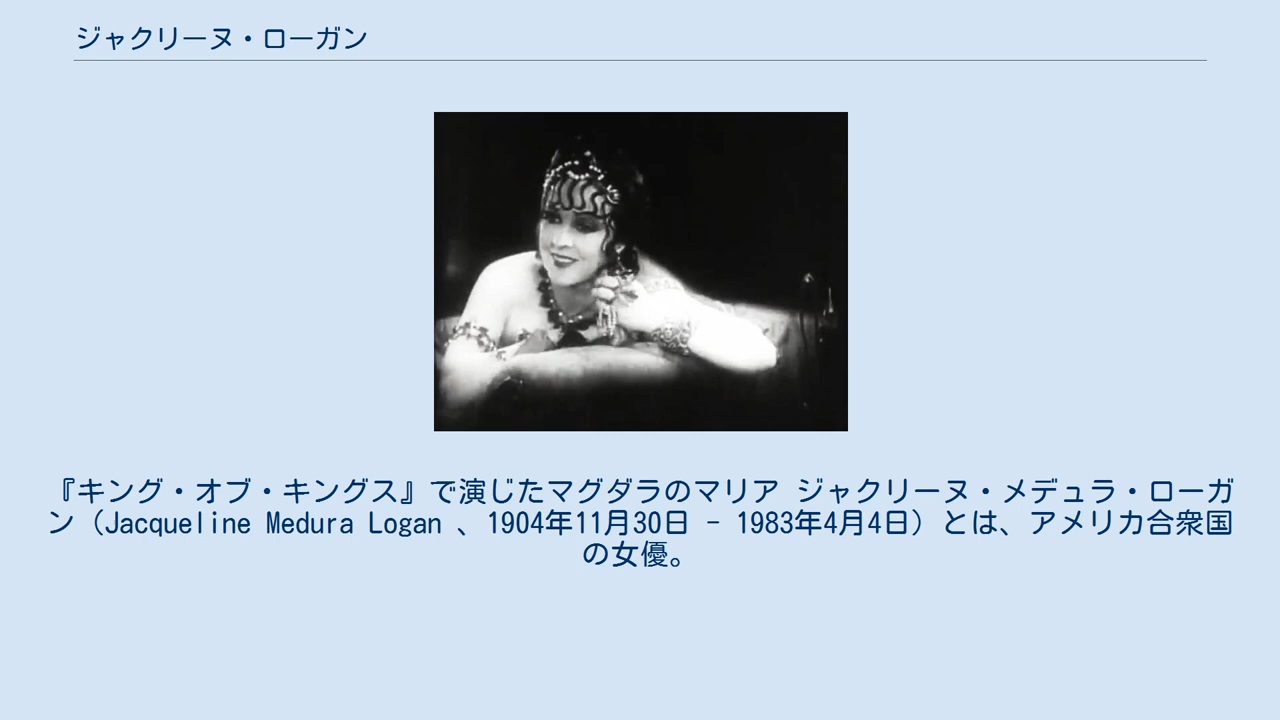 ジャクリーヌ・ローガン
『キング・オブ・キングス』で演じたマグダラのマリア ジャクリーヌ・メデュラ・ローガ
ン（Jacqueline Medura Logan 、1904年11月30日 - 1983年4月4日）とは、アメリカ合衆国
の女優。